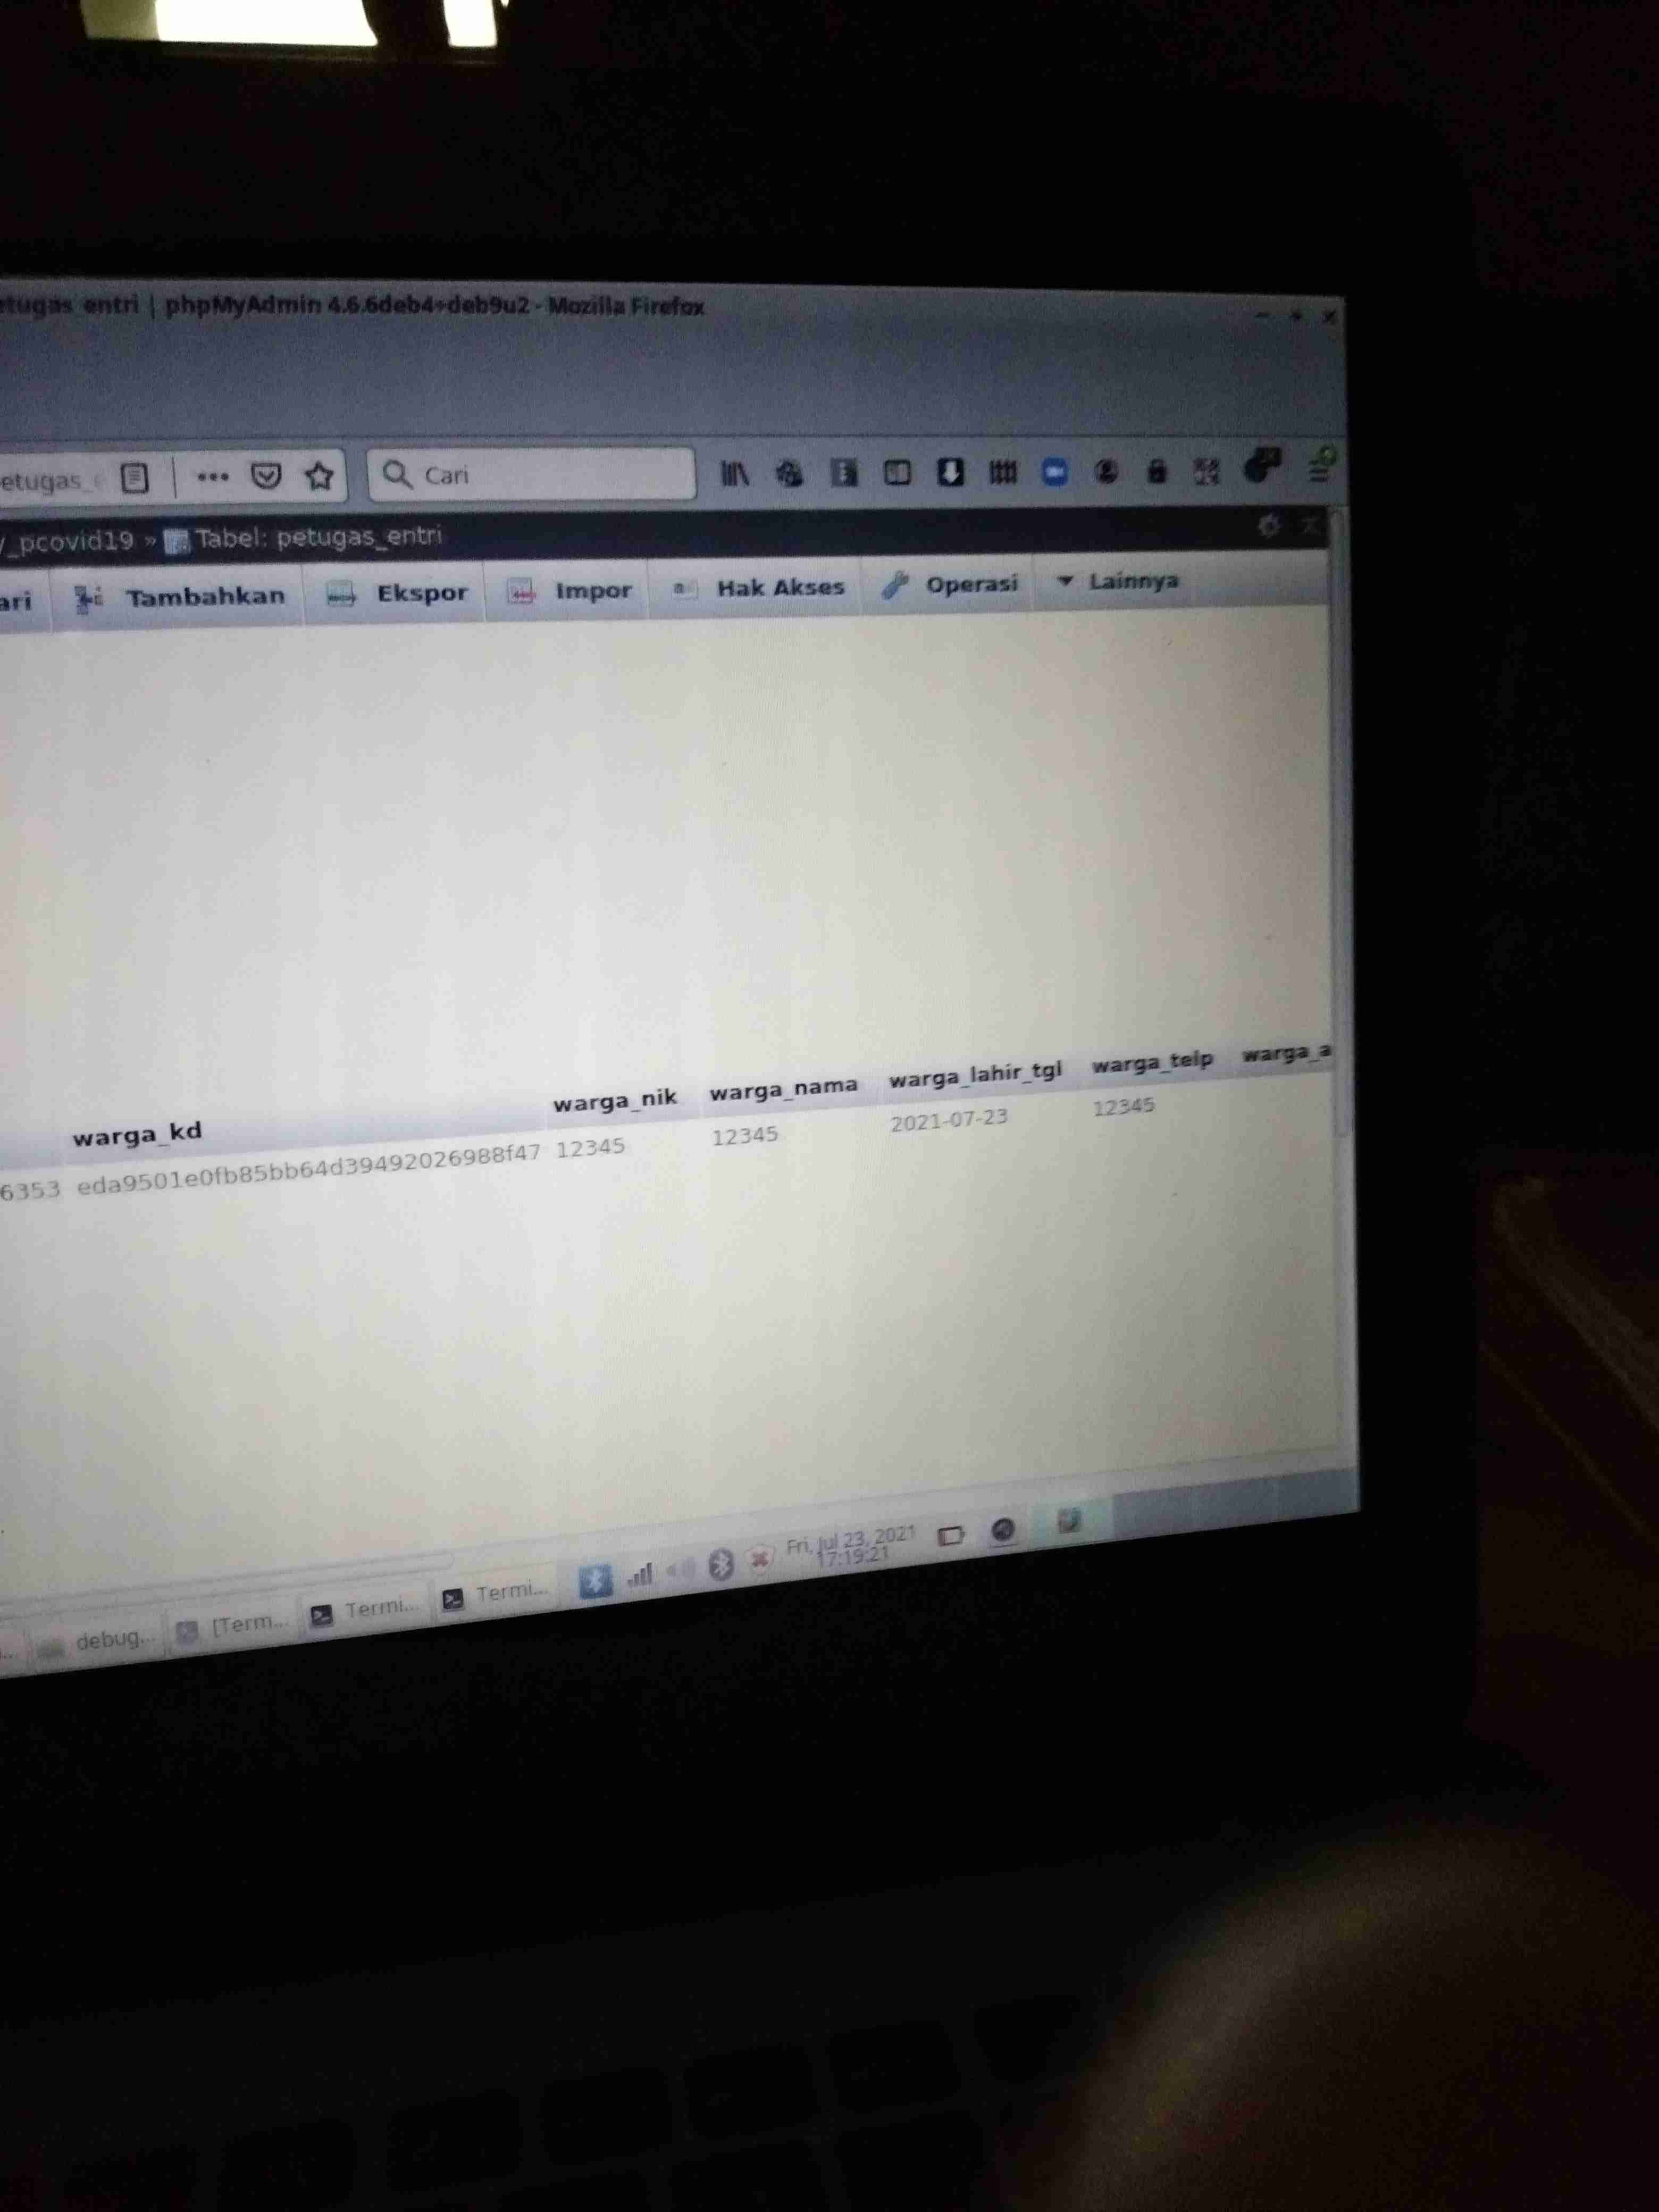 etugas_entri | phpMyAdmin 4.6.6deb4+deb9u2 - Mozilla Firefox
etugas_e ... Cari
/_pcovid19 » Tabel: petugas_entri
ari Tambahkan Ekspor Impor Hak Akses Operasi Lainnya
warga_kd warga_nik warga_nama warga_lahir_tgl warga_telp warga_a
6353 eda9501e0fb85bb64d39492026988f47 12345 12345 2021-07-23 12345
debug... [Term... Termi... Termi... Fri, Jul 23, 2021
17:19:21